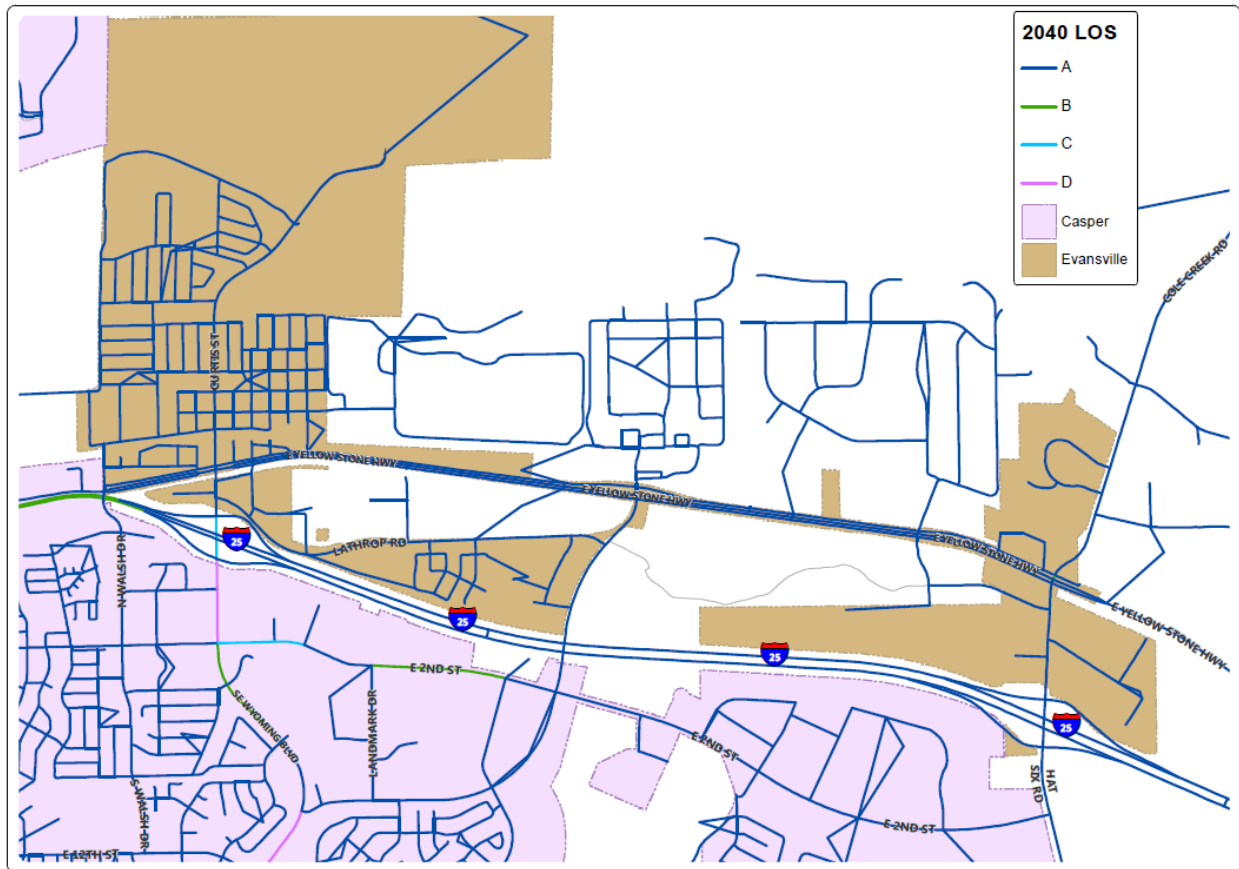 2040 LOS
A
B
C
D
Casper
Evansville
COLE CREEK RD
CURTIS ST
E YELLOW STONE HWY
E YELLOW STONE HWY
E YELLOW STONE HWY
E YELLOW STONE HWY
25
LATHROP RD
N WALSH DR
25
25
E 2ND ST
SE WYOMING BLVD
LANDMARK DR
25
E 2ND ST
HAT
SIX RD
S WALSH DR
E 2ND ST
E 12TH ST